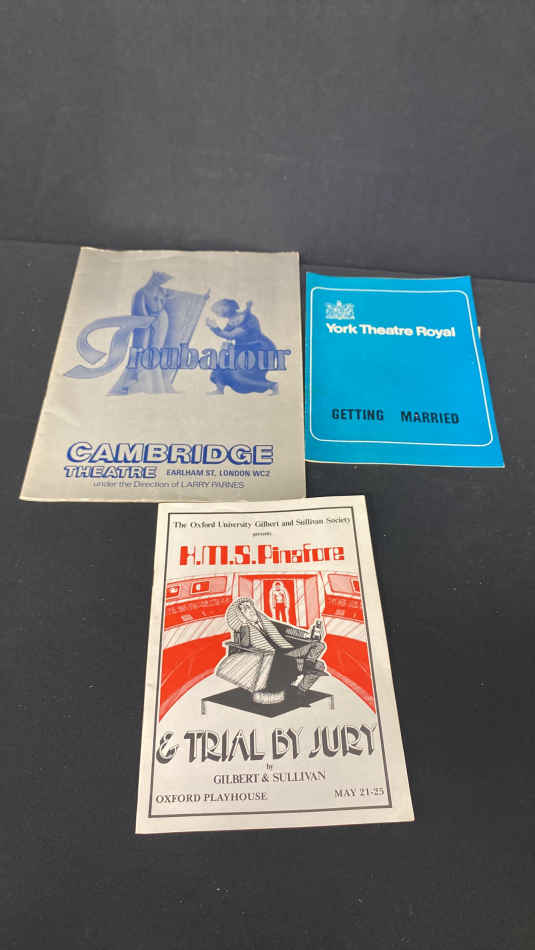 Troubadour
CAMBRIDGE
THEATRE EARLHAM ST, LONDON WC2
under the Direction of LARRY PARNES
York Theatre Royal
GETTING MARRIED
The Oxford University Gilbert and Sullivan Society
presents
H.M.S. Pinafore
& TRIAL BY JURY
by
GILBERT & SULLIVAN
OXFORD PLAYHOUSE MAY 21-25